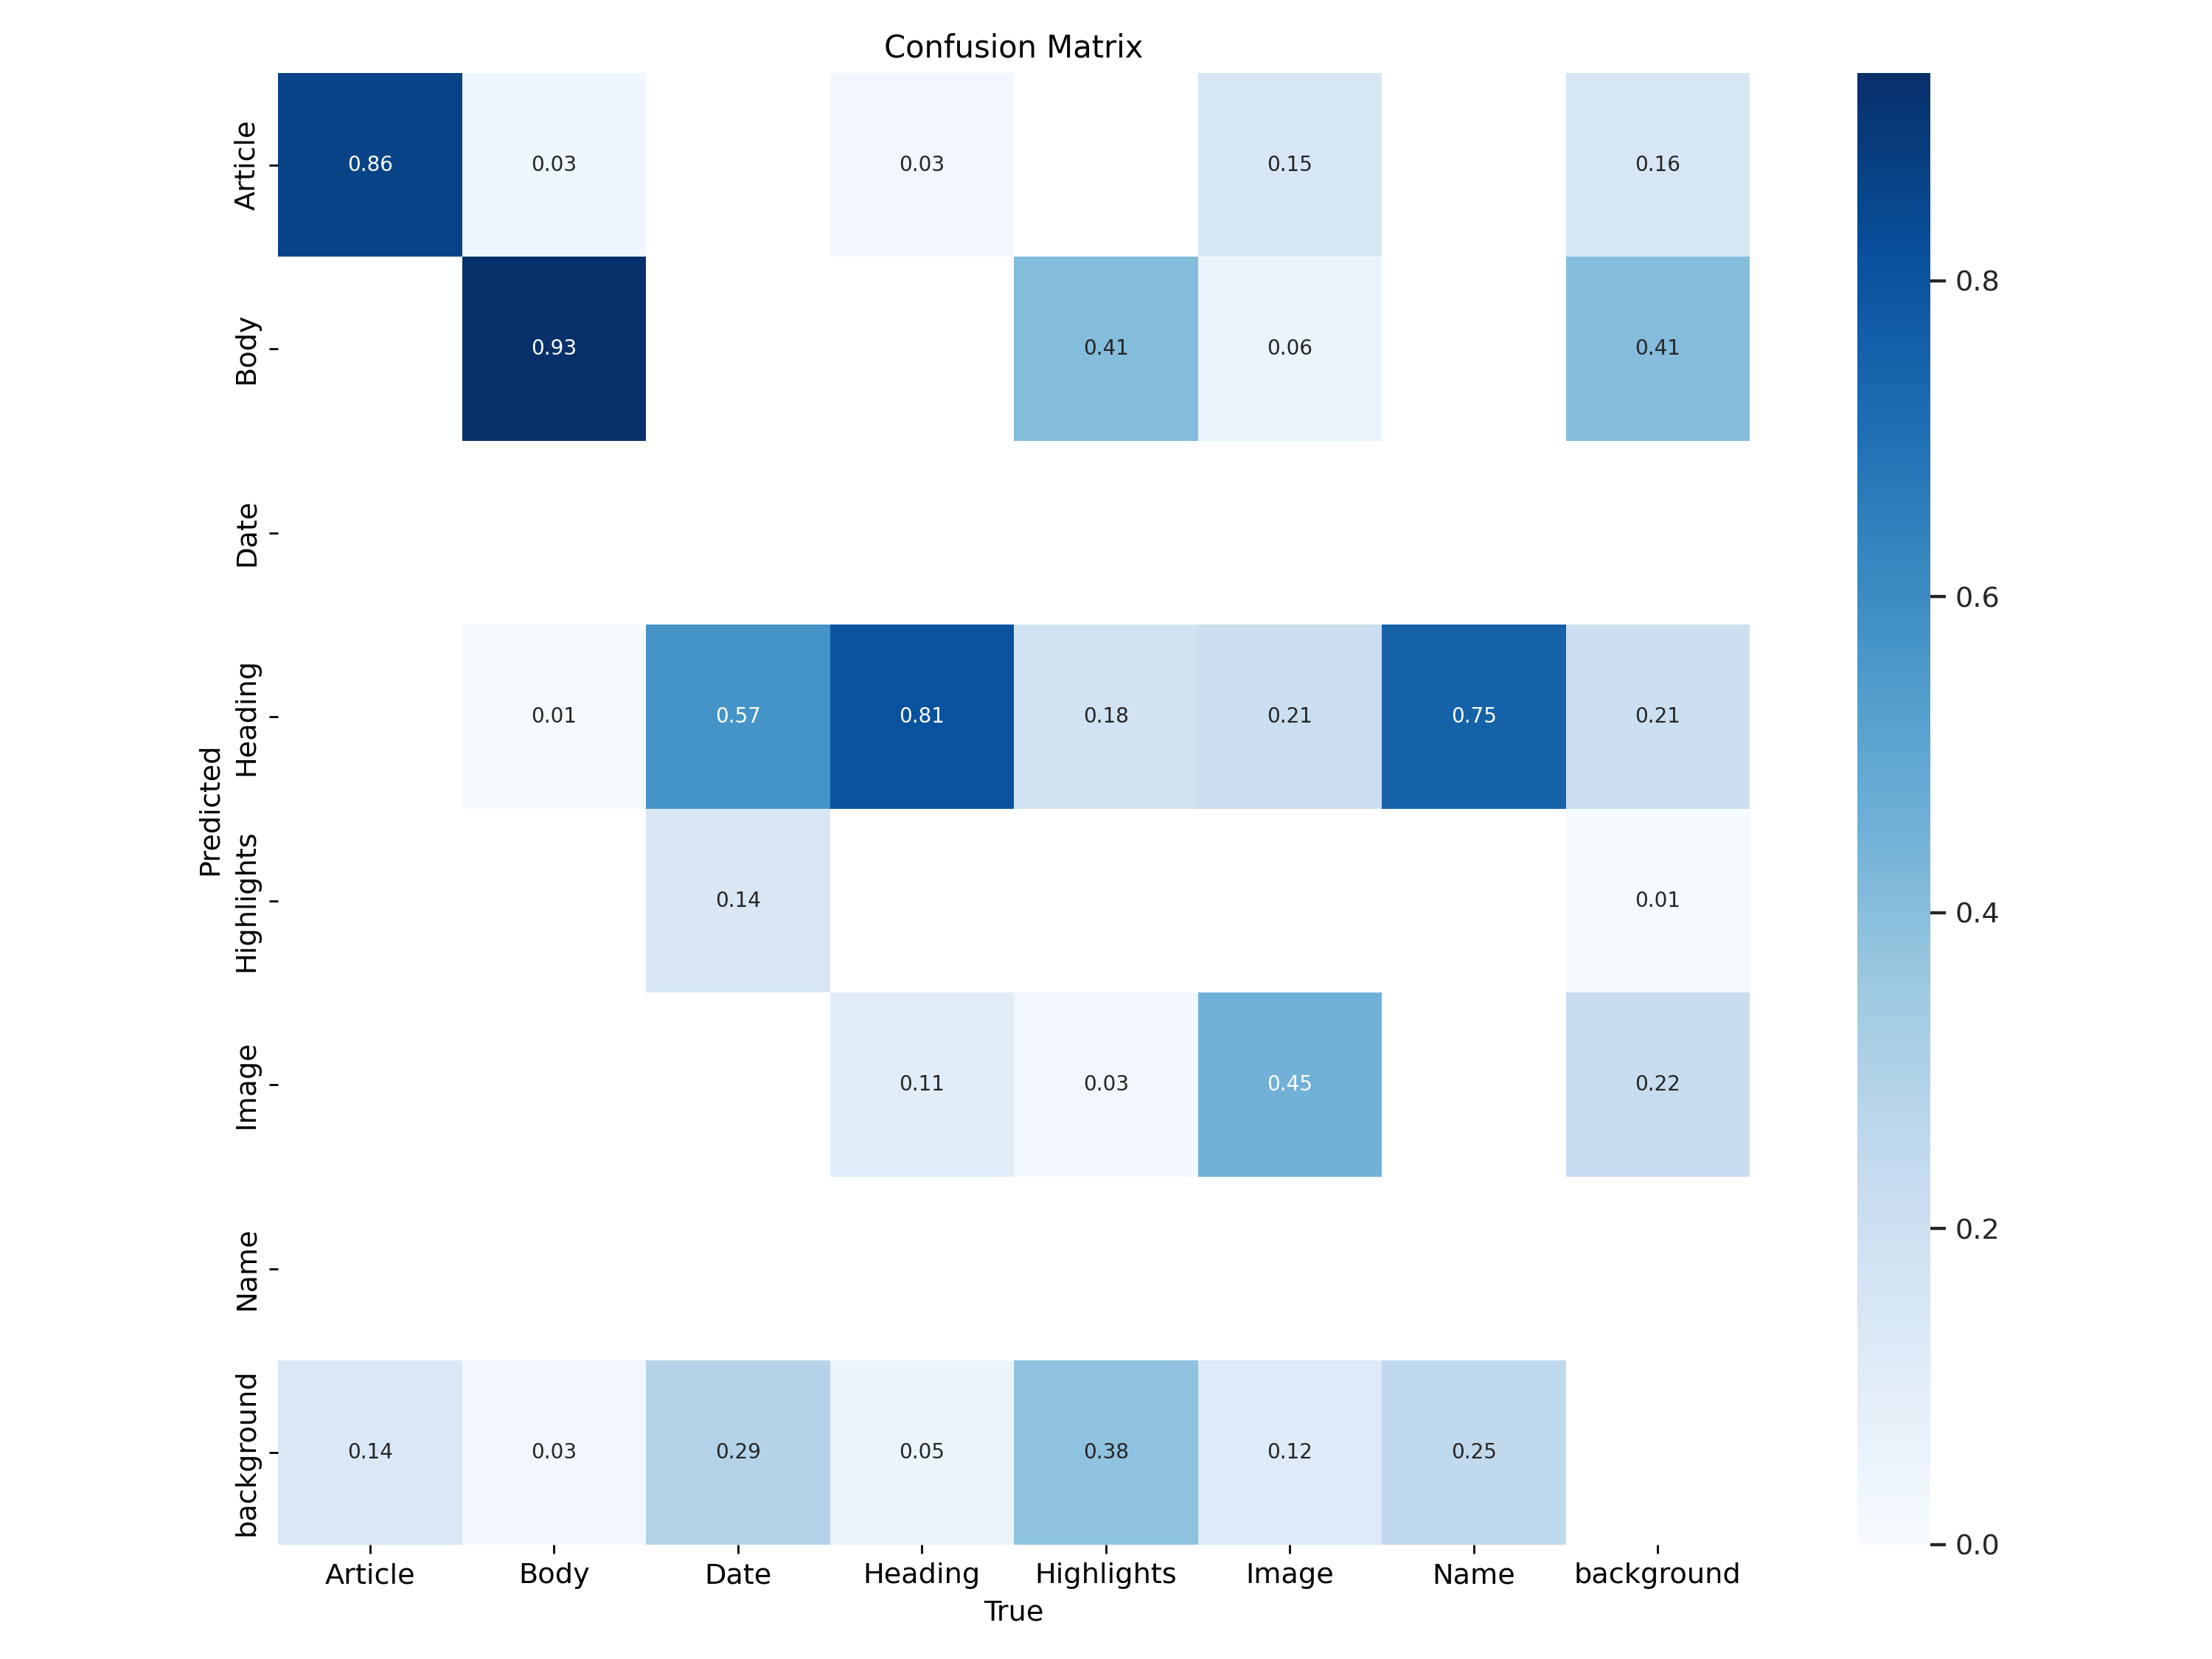 Confusion Matrix
Article
0.86
0.03
0.03
0.15
0.16
0.8
Body
0.93
0.41
0.06
0.41
Date
0.6
Predicted
Heading
0.01
0.57
0.81
0.18
0.21
0.75
0.21
Highlights
0.14
0.01
0.4
Image
0.11
0.03
0.45
0.22
0.2
Name
background
0.14
0.03
0.29
0.05
0.38
0.12
0.25
0.0
Article
Body
Date
Heading
Highlights
Image
Name
background
True